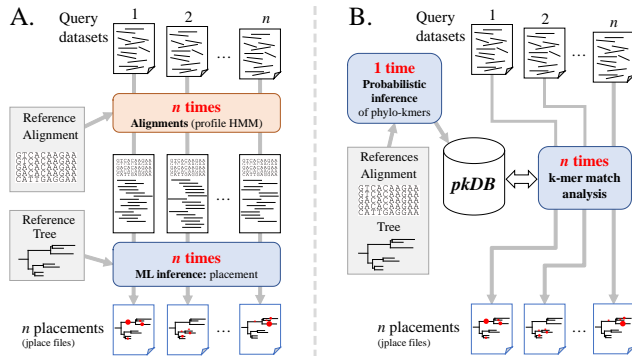 A.
Query
datasets
1
2
...
n
n times
Alignments (profile HMM)
Reference
Alignment
GTCACAAGAA
GTCACAAGAA
GICACAAGAA
GACACAAGAA
CATTGAGGAA
Reference
Tree
n times
ML inference: placement
n placements
(jplace files)
...
B.
Query
datasets
1
2
...
n
1 time
Probabilistic
inference
of phylo-kmers
References
Alignment
GTCACAAGAA
GTCACAAGAA
GACACAAGAA
GACACAAGAA
CATTGAGGAA
Tree
pkDB
n times
k-mer match
analysis
n placements
(jplace files)
...